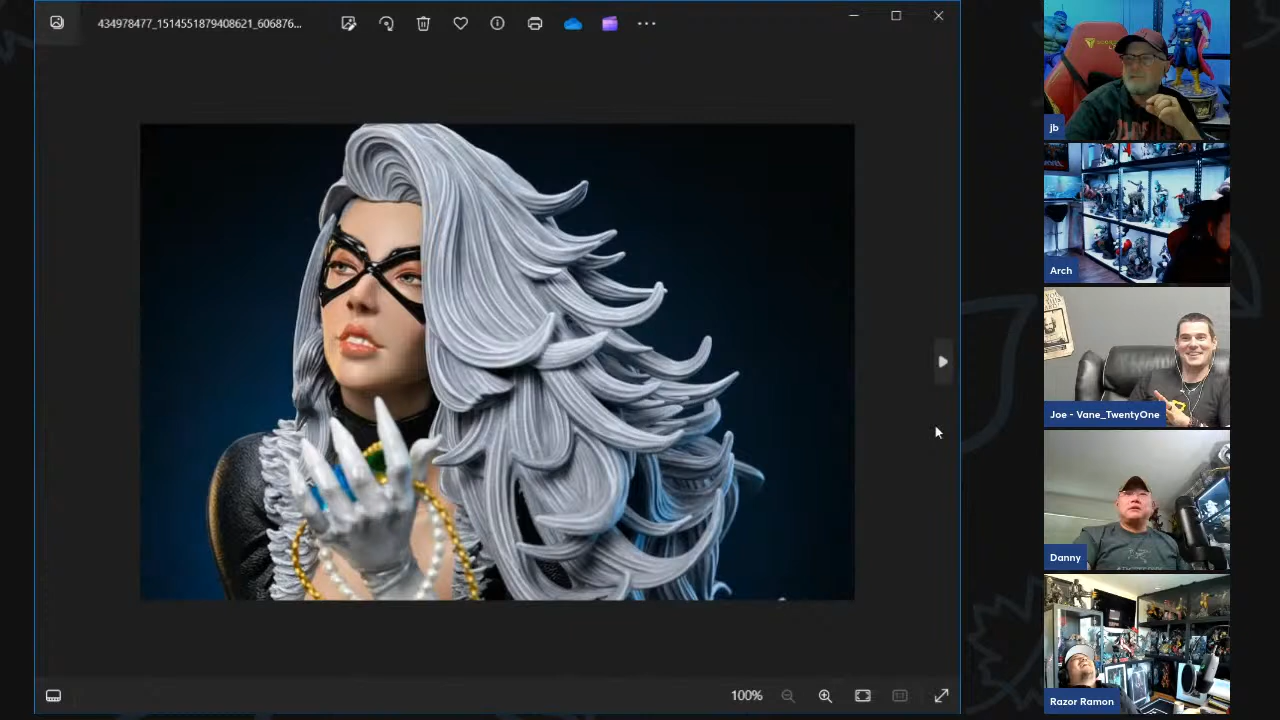 434978477_1514551879408621_606876...
jb
Arch
Joe - Vane_TwentyOne
Danny
100%
Razor Ramon